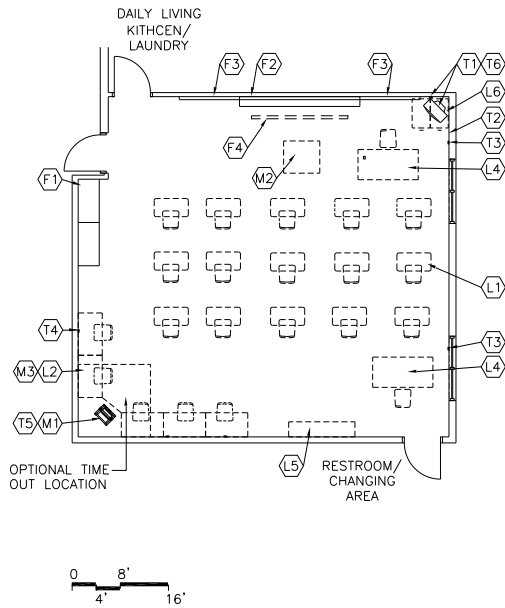 DAILY LIVING
KITHCEN/
LAUNDRY
F3
F2
F3
T1
T6
L6
T2
T3
F4
M2
L4
F1
L1
T4
T3
M3
L2
L4
T5
M1
OPTIONAL TIME
OUT LOCATION
L5
RESTROOM/
CHANGING
AREA
0
8'
4'
16'